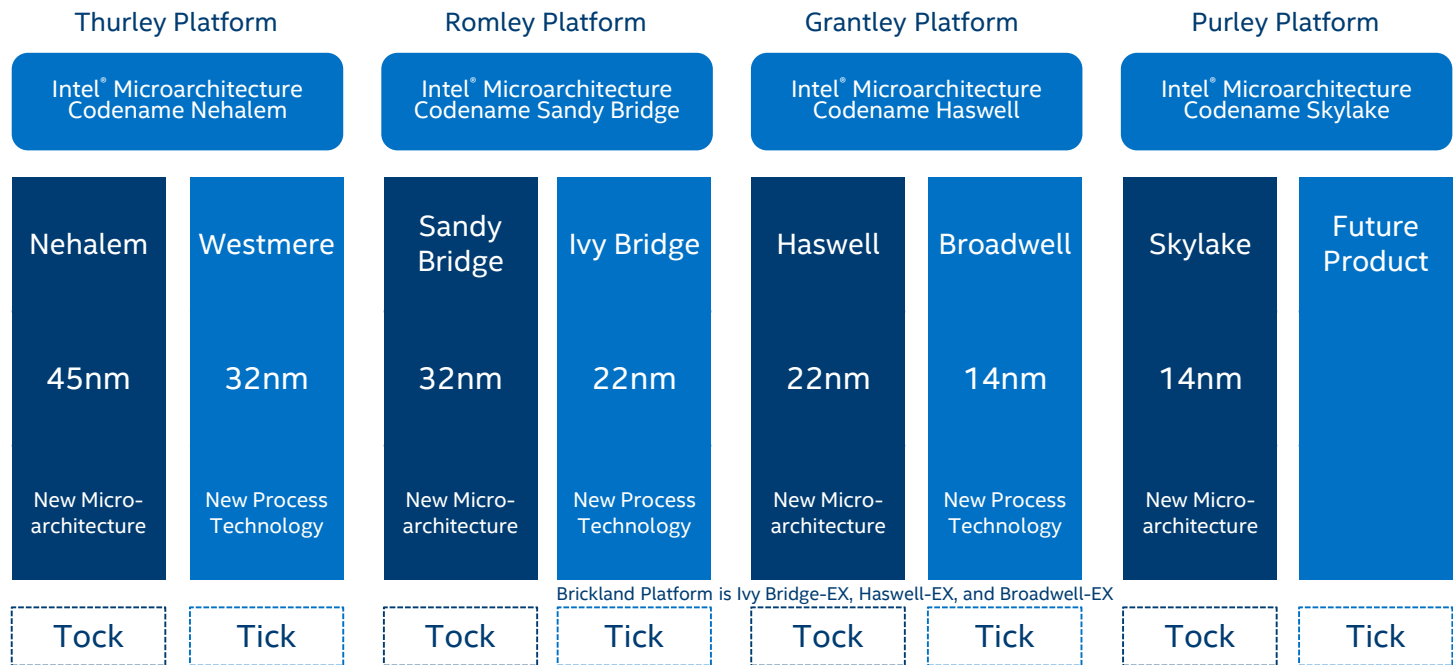 Thurley Platform
Romley Platform
Grantley Platform
Purley Platform
Intel® Microarchitecture
Codename Nehalem
Intel® Microarchitecture
Codename Sandy Bridge
Intel® Microarchitecture
Codename Haswell
Intel® Microarchitecture
Codename Skylake
Nehalem
Westmere
Sandy
Bridge
Ivy Bridge
Haswell
Broadwell
Skylake
Future
Product
45nm
32nm
32nm
22nm
22nm
14nm
14nm
New Micro-
architecture
New Process
Technology
New Micro-
architecture
New Process
Technology
New Micro-
architecture
New Process
Technology
New Micro-
architecture
Brickland Platform is Ivy Bridge-EX, Haswell-EX, and Broadwell-EX
Tock
Tick
Tock
Tick
Tock
Tick
Tock
Tick